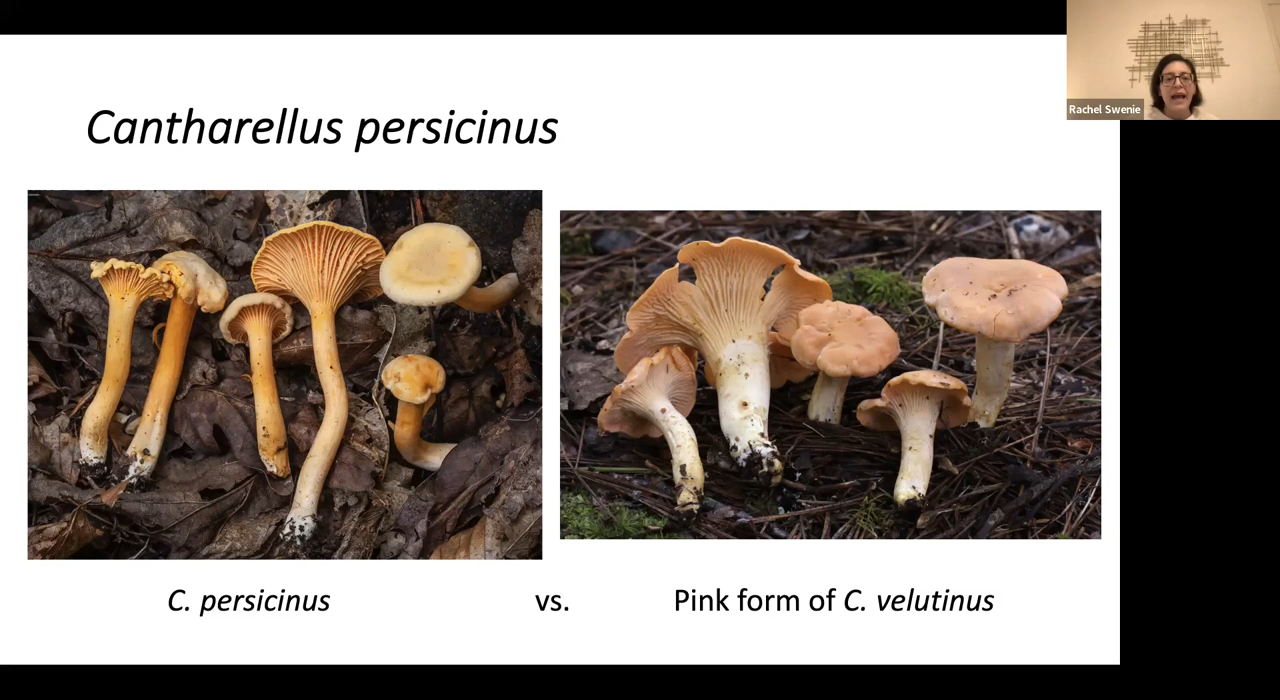 Cantharellus persicinus
Rachel Swenie
C. persicinus vs. Pink form of C. velutinus